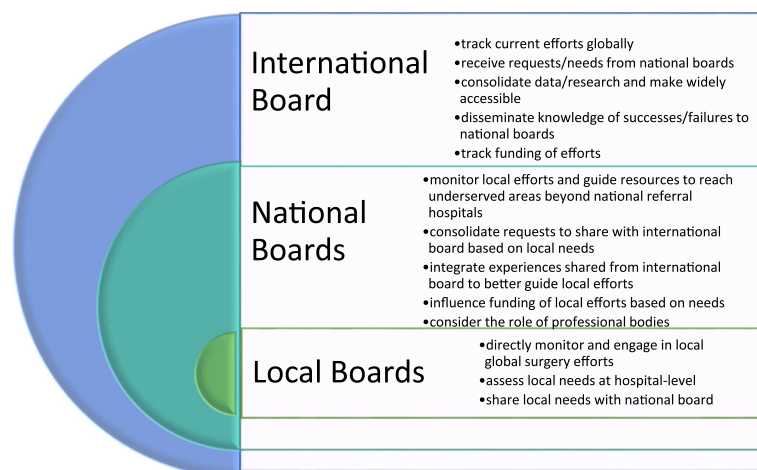 International
Board
•track current efforts globally
•receive requests/needs from national boards
•consolidate data/research and make widely
accessible
•disseminate knowledge of successes/failures to
national boards
•track funding of efforts
National
Boards
•monitor local efforts and guide resources to reach
underserved areas beyond national referral
hospitals
•consolidate requests to share with international
board based on local needs
•integrate experiences shared from international
board to better guide local efforts
•influence funding of local efforts based on needs
•consider the role of professional bodies
Local Boards
•directly monitor and engage in local
global surgery efforts
•assess local needs at hospital-level
•share local needs with national board